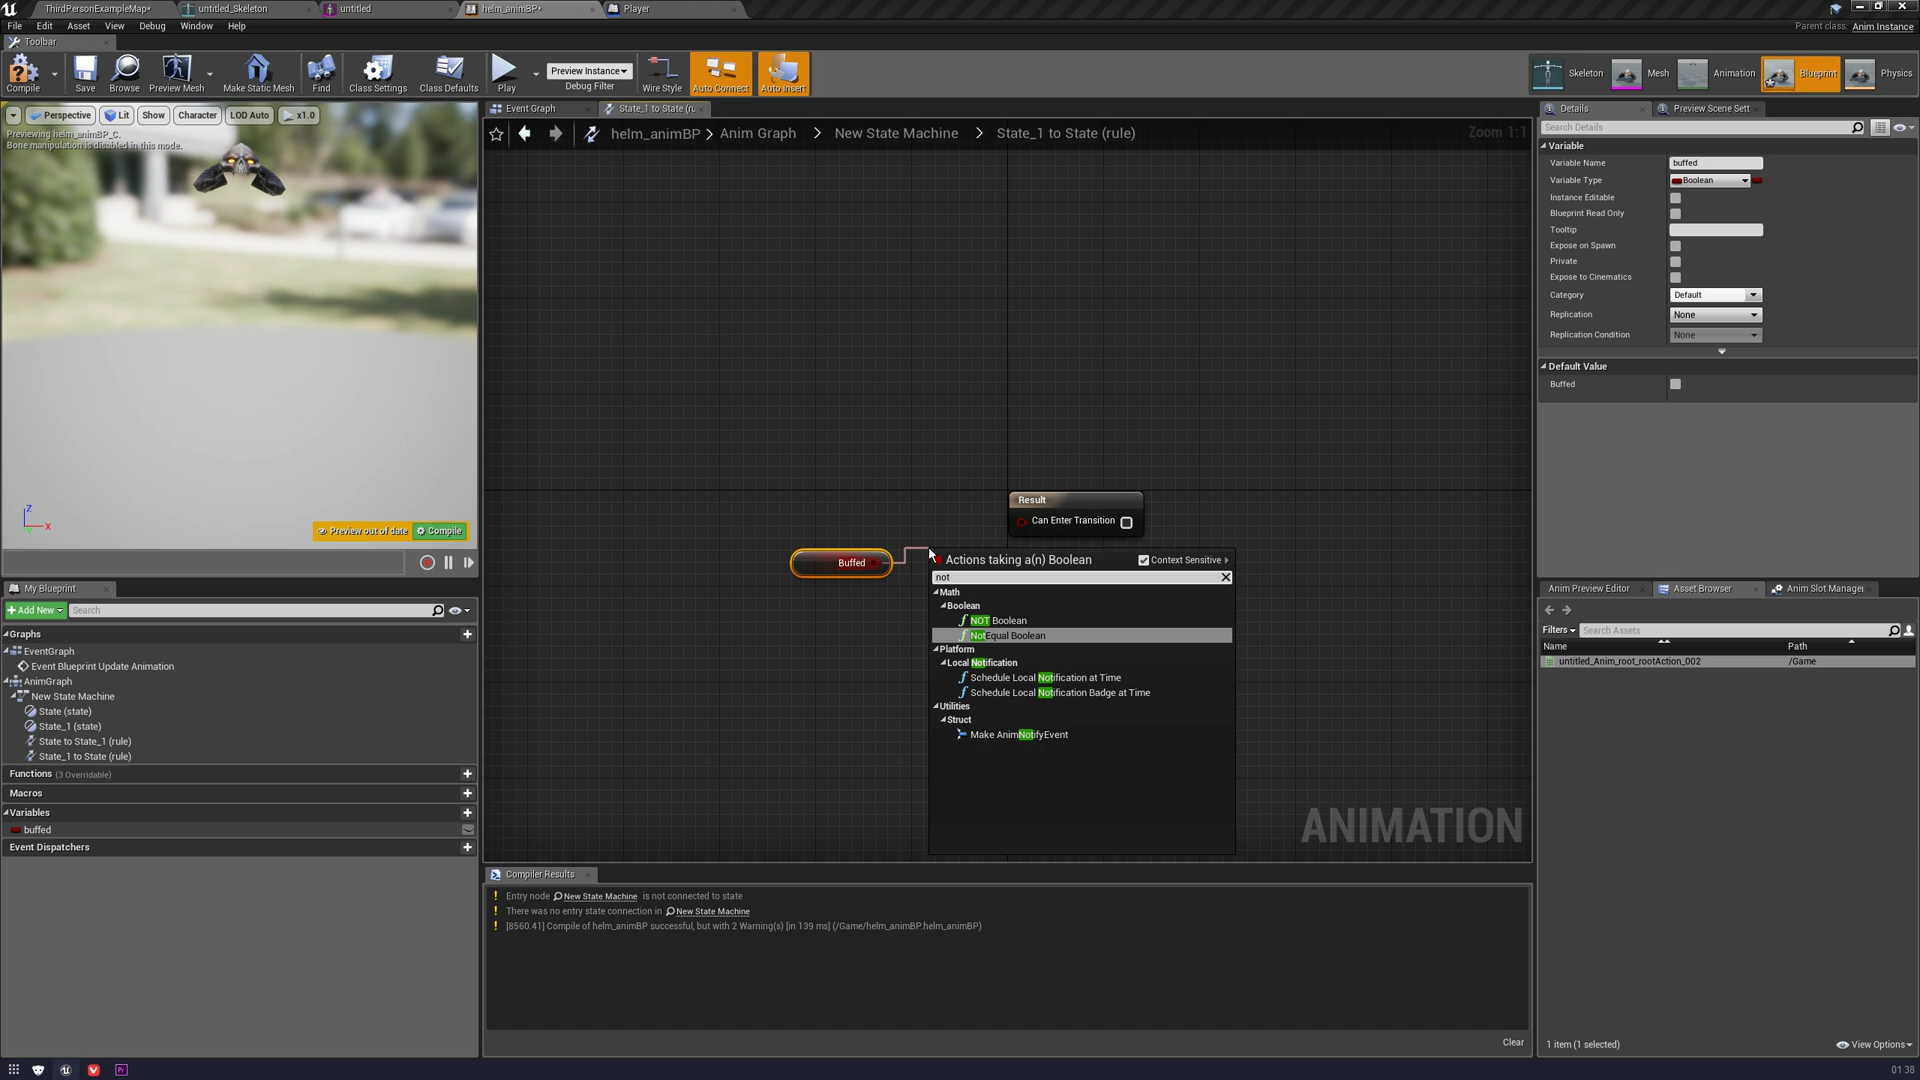 ThirdPersonExampleMap•
untitled_Skeleton
untitled
helm_animBP•
Player
File Edit Asset View Debug Window Help
Parent class: Anim Instance
Toolbar
Compile
Save
Browse
Preview Mesh
Make Static Mesh
Find
Class Settings
Class Defaults
Play
Preview Instance
Debug Filter
Wire Style
Auto Connect
Auto Insert
Skeleton
Mesh
Animation
Blueprint
Physics
Perspective
Lit
Show
Character
LOD Auto
x1.0
Previewing helm_animBP_C.
Bone manipulation is disabled in this mode.
Z
X
Preview out of date
Compile
Event Graph
State_1 to State (ru
helm_animBP > Anim Graph > New State Machine > State_1 to State (rule)
Zoom 1:1
Result
Can Enter Transition
Buffed
Actions taking a(n) Boolean
Context Sensitive
not
Math
Boolean
NOT Boolean
NotEqual Boolean
Platform
Local Notification
Schedule Local Notification at Time
Schedule Local Notification Badge at Time
Utilities
Struct
Make AnimNotifyEvent
ANIMATION
My Blueprint
+Add New
Search
Graphs
EventGraph
Event Blueprint Update Animation
AnimGraph
New State Machine
State (state)
State_1 (state)
State to State_1 (rule)
State_1 to State (rule)
Functions (3 Overridable)
Macros
Variables
buffed
Event Dispatchers
Compiler Results
! Entry node New State Machine is not connected to state
! There was no entry state connection in New State Machine
! [8560.41] Compile of helm_animBP successful, but with 2 Warning(s) [in 139 ms] (/Game/helm_animBP.helm_animBP)
Clear
Details
Preview Scene Sett
Search Details
Variable
Variable Name buffed
Variable Type Boolean
Instance Editable
Blueprint Read Only
Tooltip
Expose on Spawn
Private
Expose to Cinematics
Category Default
Replication None
Replication Condition None
Default Value
Buffed
Anim Preview Editor
Asset Browser
Anim Slot Manager
Filters
Search Assets
Name Path
untitled_Anim_root_rootAction_002 /Game
1 item (1 selected)
View Options
Pr
01:38